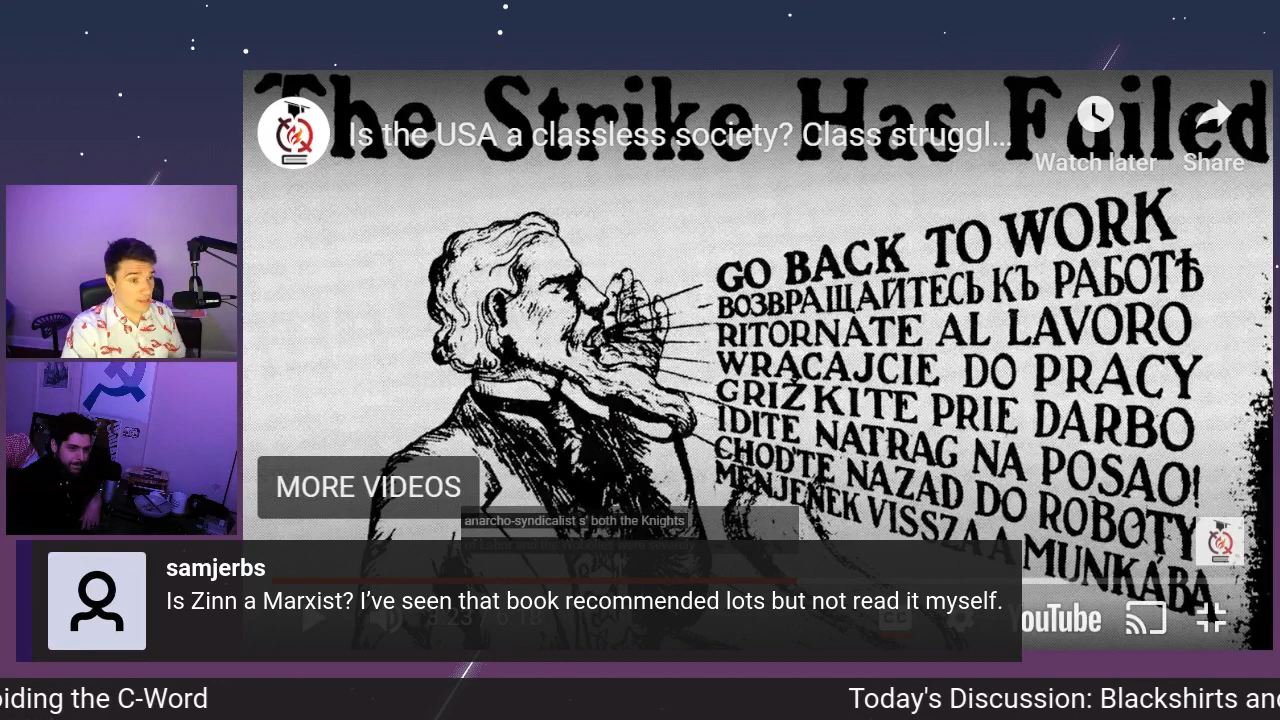 The Strike Has Failed
Is the USA a classless society? Class struggl...
Watch later
Share
GO BACK TO WORK
ВОЗВРАЩАЙТЕСЬ КЪ РАБОТѢ
RITORNATE AL LAVORO
WRACAJCIE DO PRACY
GRIŽKITE PRIE DARBO
IDITE NATRAG NA POSAO!
CHODTE NAZAD DO ROBOTY
MENJENEK VISSZA A MUNKABA
MORE VIDEOS
anarcho-syndicalist s' both the Knights
samjerbs
Is Zinn a Marxist? I’ve seen that book recommended lots but not read it myself.
YouTube
oiding the C-Word
Today's Discussion: Blackshirts and